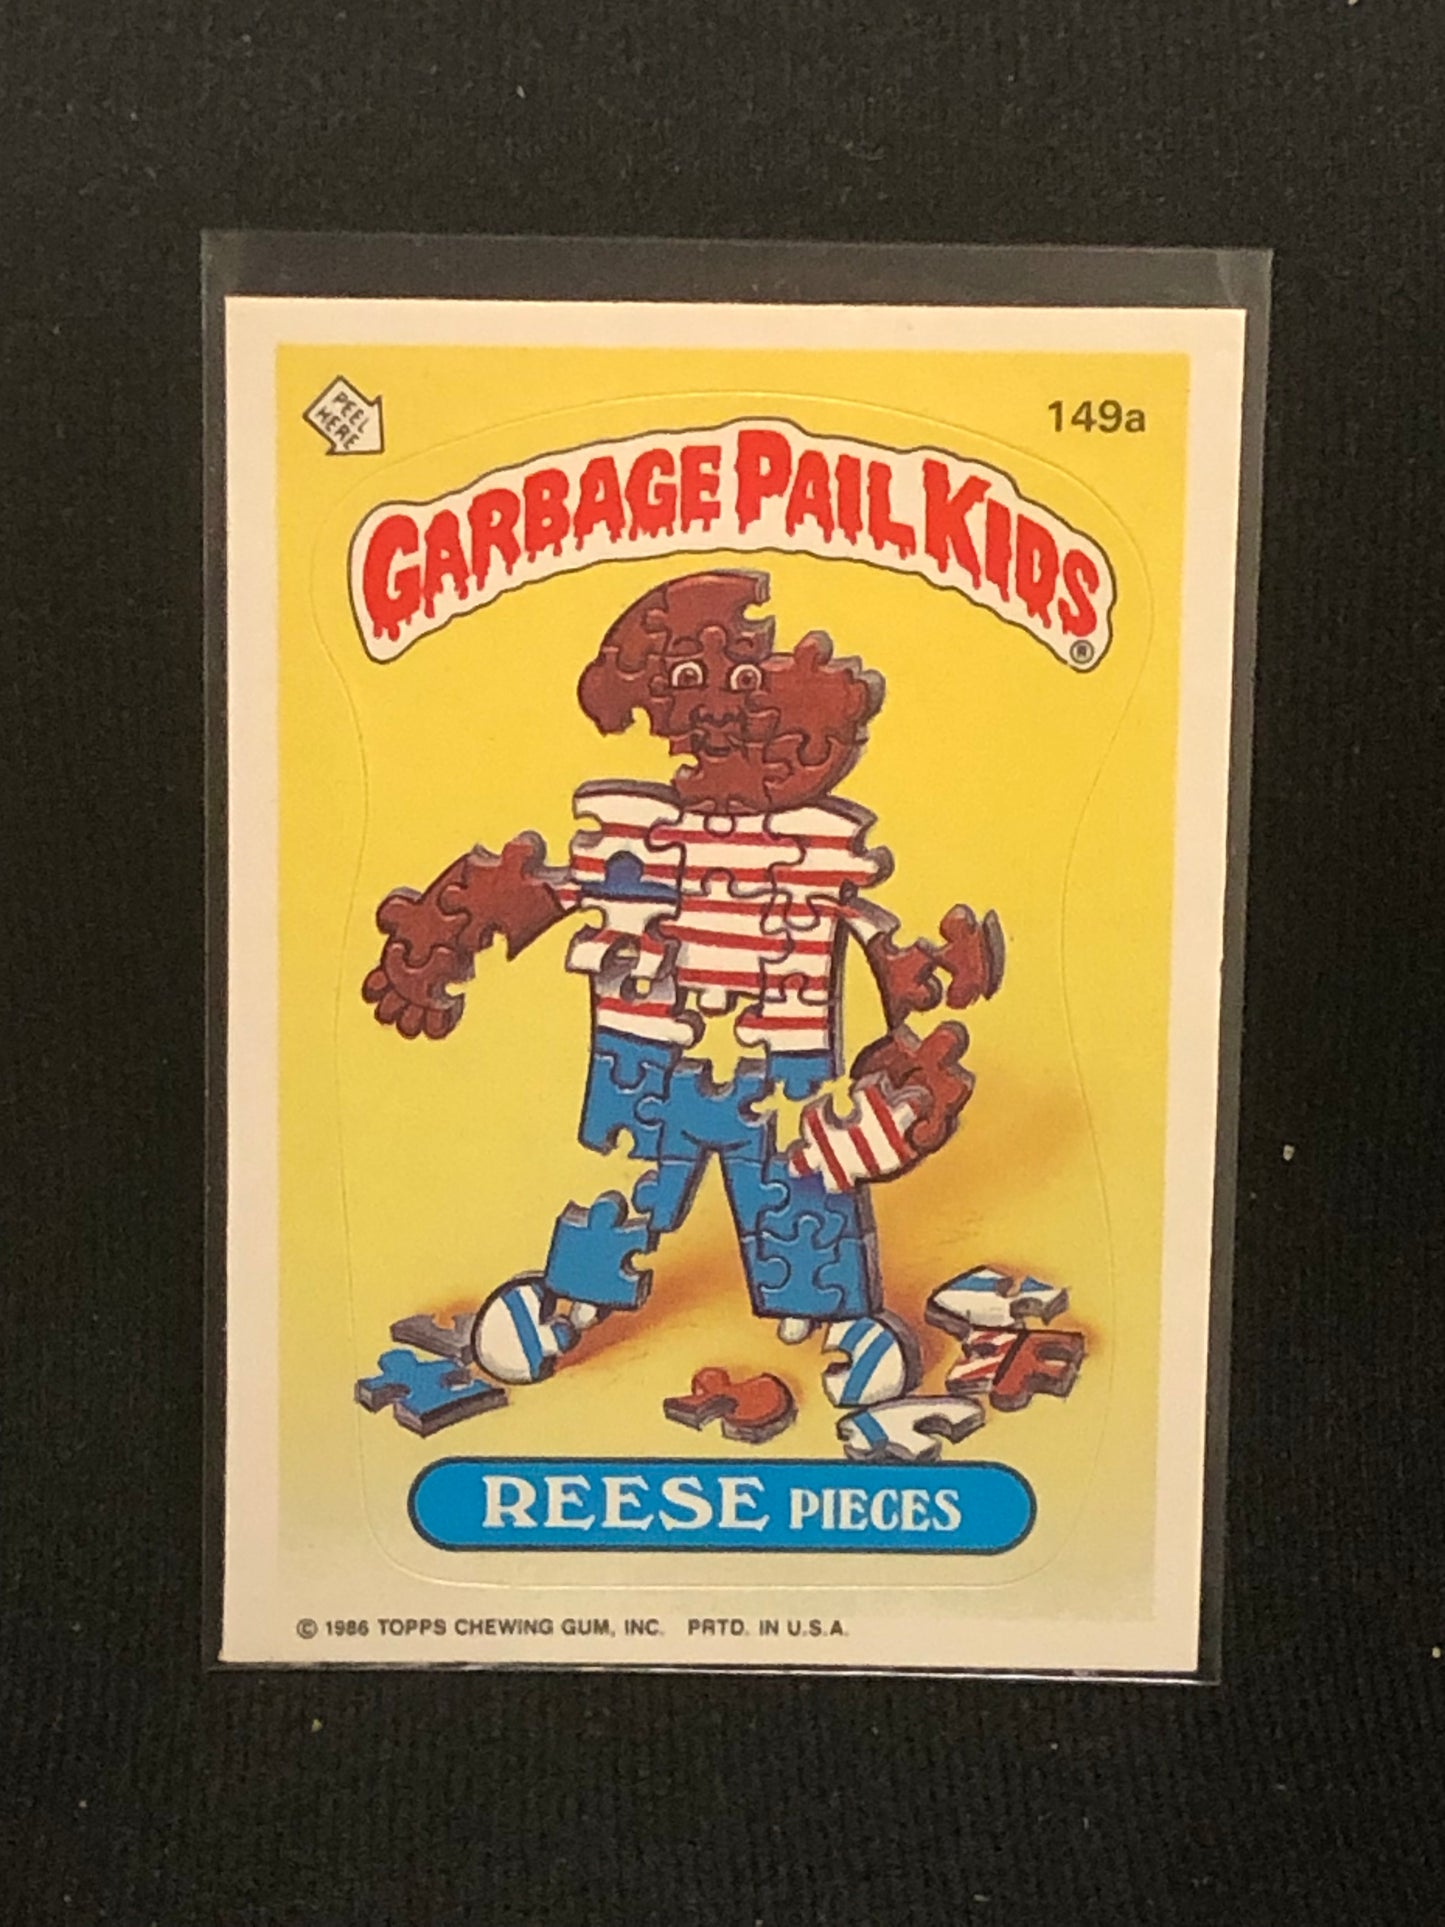 PEEL
HERE
149a
GARBAGE PAIL KIDS
®
REESE PIECES
© 1986 TOPPS CHEWING GUM, INC. PRTD. IN U.S.A.